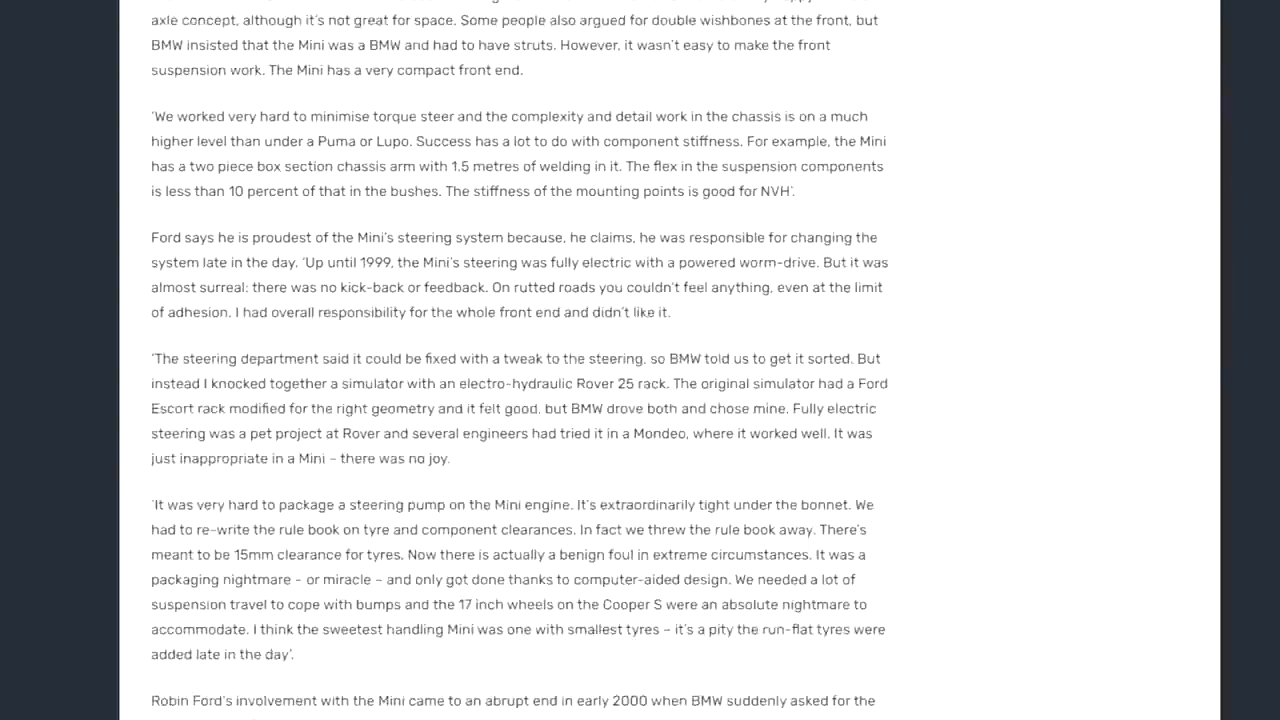 axle concept, although it's not great for space. Some people also argued for double wishbones at the front, but
BMW insisted that the Mini was a BMW and had to have struts. However, it wasn't easy to make the front
suspension work. The Mini has a very compact front end.
'We worked very hard to minimise torque steer and the complexity and detail work in the chassis is on a much
higher level than under a Puma or Lupo. Success has a lot to do with component stiffness. For example, the Mini
has a two piece box section chassis arm with 1.5 metres of welding in it. The flex in the suspension components
is less than 10 percent of that in the bushes. The stiffness of the mounting points is good for NVH'.
Ford says he is proudest of the Mini's steering system because, he claims, he was responsible for changing the
system late in the day. 'Up until 1999, the Mini's steering was fully electric with a powered worm-drive. But it was
almost surreal: there was no kick-back or feedback. On rutted roads you couldn't feel anything, even at the limit
of adhesion. I had overall responsibility for the whole front end and didn't like it.
'The steering department said it could be fixed with a tweak to the steering, so BMW told us to get it sorted. But
instead I knocked together a simulator with an electro-hydraulic Rover 25 rack. The original simulator had a Ford
Escort rack modified for the right geometry and it felt good, but BMW drove both and chose mine. Fully electric
steering was a pet project at Rover and several engineers had tried it in a Mondeo, where it worked well. It was
just inappropriate in a Mini – there was no joy.
'It was very hard to package a steering pump on the Mini engine. It's extraordinarily tight under the bonnet. We
had to re-write the rule book on tyre and component clearances. In fact we threw the rule book away. There's
meant to be 15mm clearance for tyres. Now there is actually a benign foul in extreme circumstances. It was a
packaging nightmare - or miracle – and only got done thanks to computer-aided design. We needed a lot of
suspension travel to cope with bumps and the 17 inch wheels on the Cooper S were an absolute nightmare to
accommodate. I think the sweetest handling Mini was one with smallest tyres – it's a pity the run-flat tyres were
added late in the day'.
Robin Ford's involvement with the Mini came to an abrupt end in early 2000 when BMW suddenly asked for the